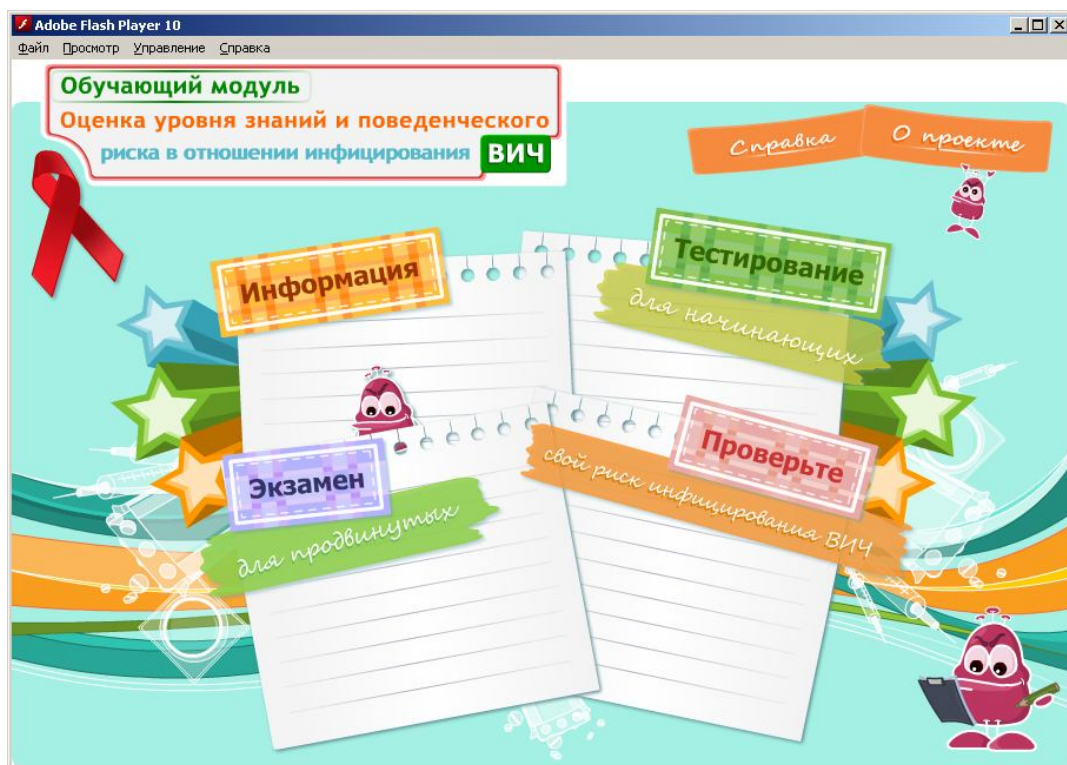 Adobe Flash Player 10
Файл Просмотр Управление Справка
Обучающий модуль
Оценка уровня знаний и поведенческого
риска в отношении инфицирования ВИЧ
Справка
О проекте
Информация
Тестирование
для начинающих
Экзамен
для продвинутых
Проверьте
свой риск инфицирования ВИЧ